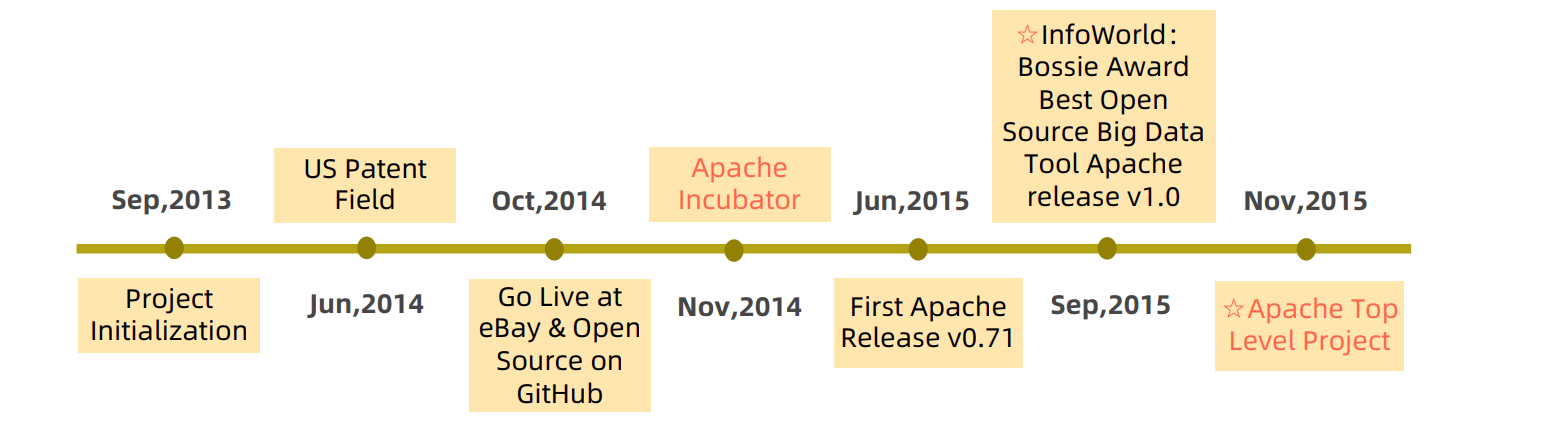 Sep,2013
Project
Initialization
US Patent
Field
Jun,2014
Oct,2014
Go Live at
eBay & Open
Source on
GitHub
Apache
Incubator
Nov,2014
Jun,2015
First Apache
Release v0.71
☆InfoWorld:
Bossie Award
Best Open
Source Big Data
Tool Apache
release v1.0
Sep,2015
Nov,2015
☆Apache Top
Level Project